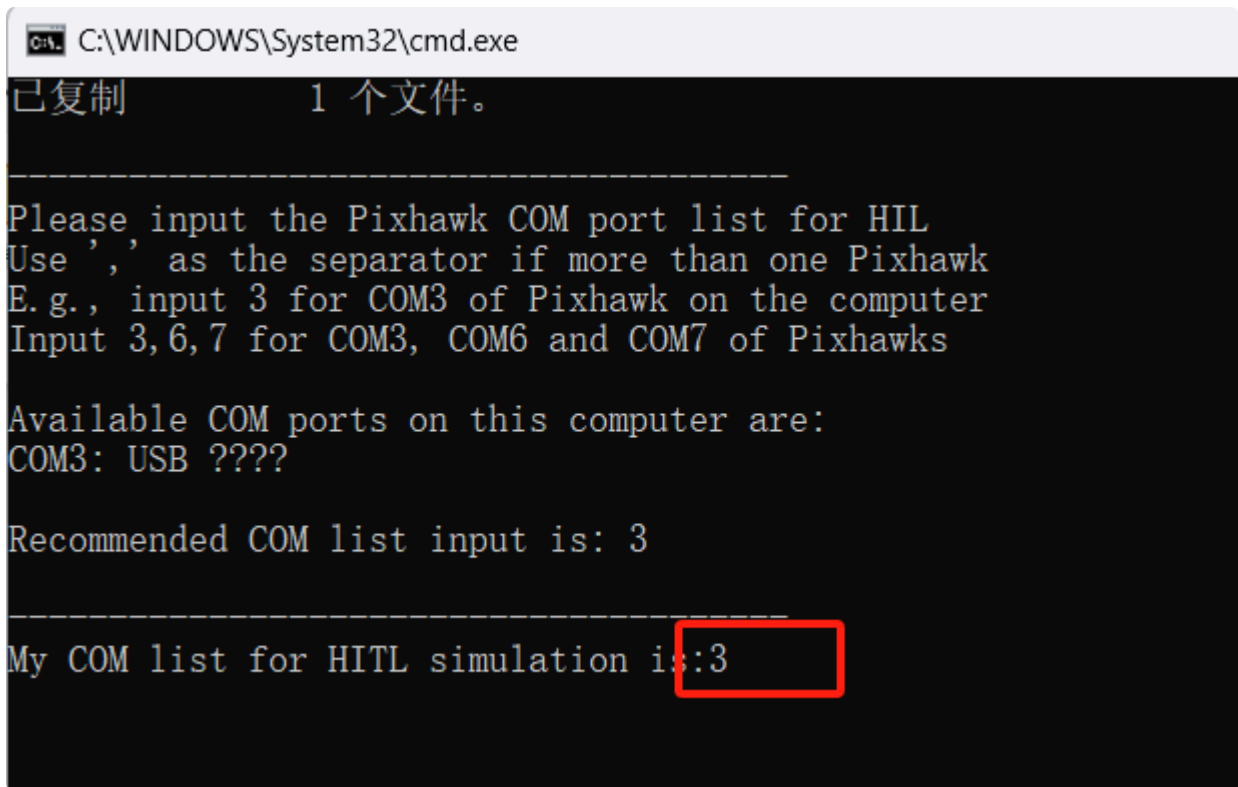 C:\WINDOWS\System32\cmd.exe
已复制         1 个文件。
---------------------------------------
Please input the Pixhawk COM port list for HIL
Use ',' as the separator if more than one Pixhawk
E.g., input 3 for COM3 of Pixhawk on the computer
Input 3,6,7 for COM3, COM6 and COM7 of Pixhawks
Available COM ports on this computer are:
COM3: USB ????
Recommended COM list input is: 3
---------------------------------------
My COM list for HITL simulation is:3